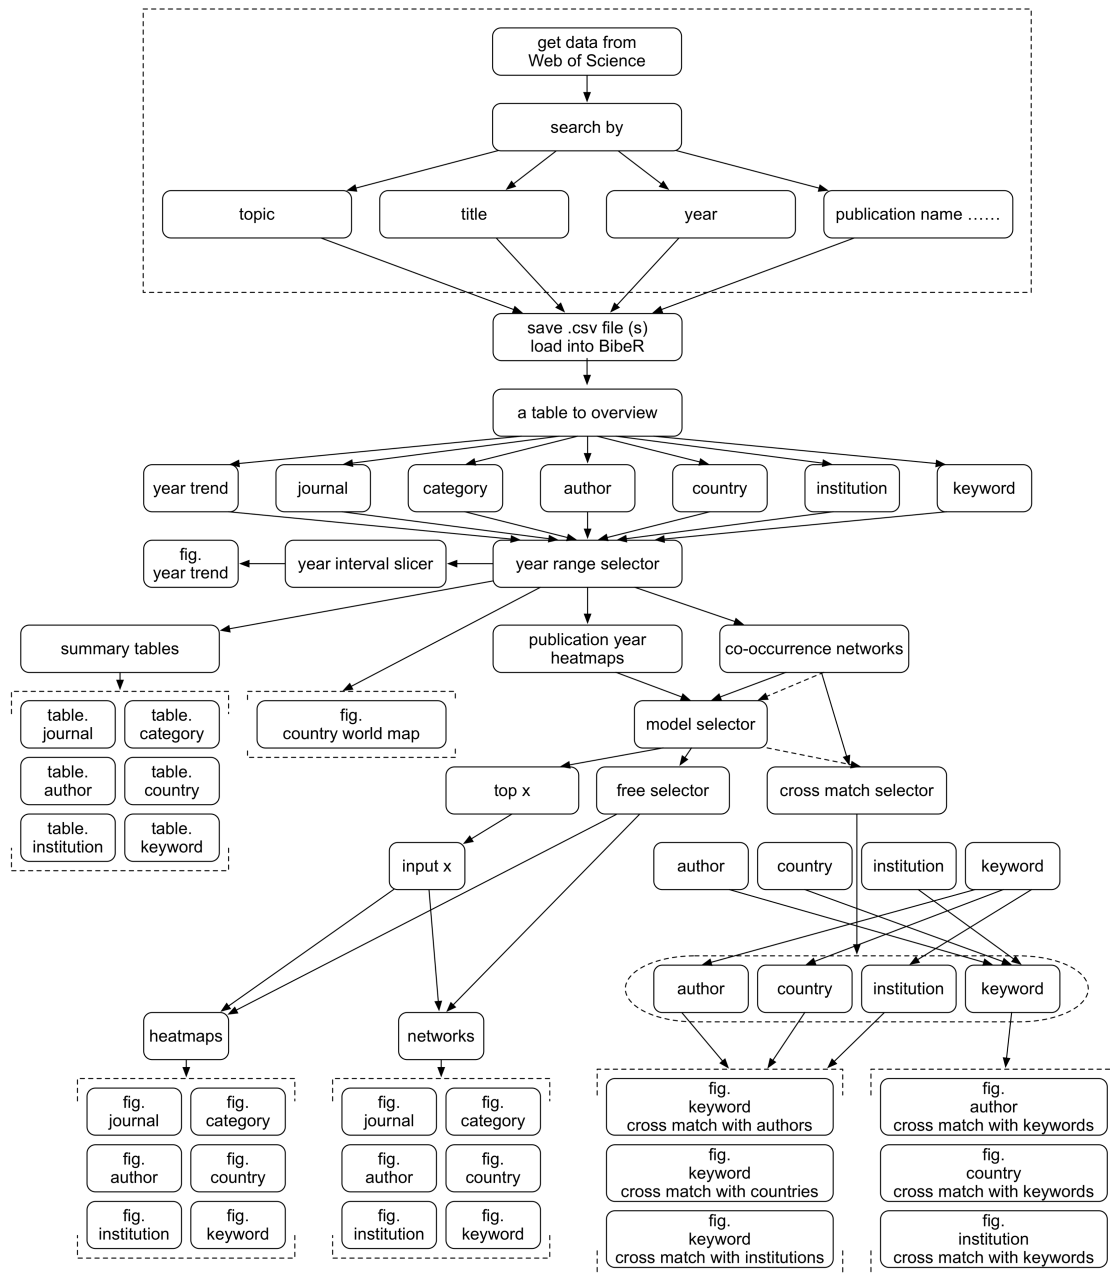 get data from
Web of Science
search by
topic
title
year
publication name ……
save .csv file (s)
load into BibeR
a table to overview
year trend
journal
category
author
country
institution
keyword
fig.
year trend
year interval slicer
year range selector
summary tables
publication year
heatmaps
co-occurrence networks
table.
journal
table.
category
table.
author
table.
country
table.
institution
table.
keyword
fig.
country world map
model selector
top x
free selector
cross match selector
input x
author
country
institution
keyword
author
country
institution
keyword
heatmaps
networks
fig.
journal
fig.
category
fig.
author
fig.
country
fig.
institution
fig.
keyword
fig.
journal
fig.
category
fig.
author
fig.
country
fig.
institution
fig.
keyword
fig.
keyword
cross match with authors
fig.
keyword
cross match with countries
fig.
keyword
cross match with institutions
fig.
author
cross match with keywords
fig.
country
cross match with keywords
fig.
institution
cross match with keywords